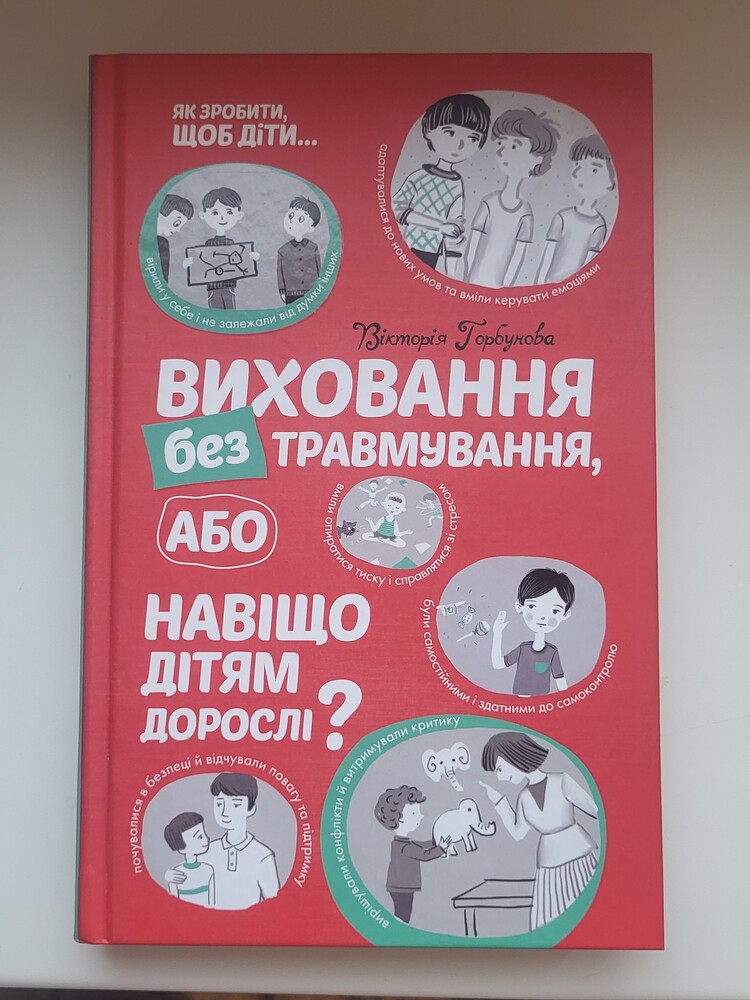 ЯК ЗРОБИТИ,
ЩОБ ДІТИ...
адаптувалися до нових умов та вміли керувати емоціями
вірили у себе і не залежали від думки інших
Вікторія Горбунова
ВИХОВАННЯ
без ТРАВМУВАННЯ,
АБО
вміли опиратися тиску і справлятися зі стресом
НАВІЩО
ДІТЯМ
ДОРОСЛІ?
були самостійними і здатними до самоконтролю
почувалися в безпеці й відчували повагу та підтримку
вирішували конфлікти й витримували критику